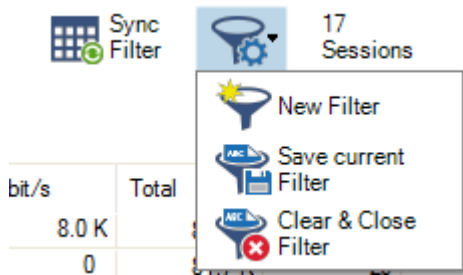 Sync
Filter
17
Sessions
New Filter
Save current
Filter
Clear & Close
Filter
bit/s
Total
8.0 K
0